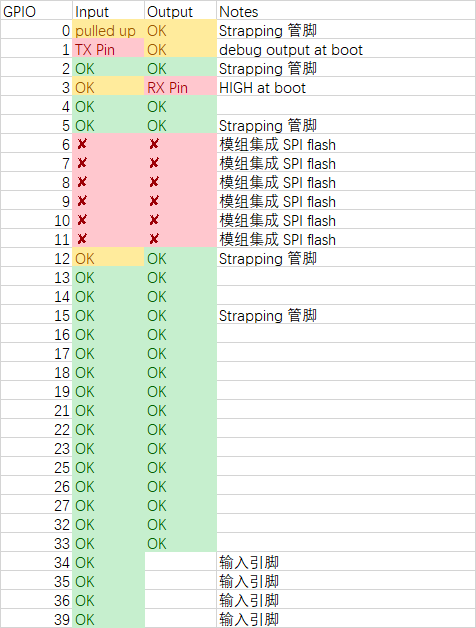 GPIO Input Output Notes
0 pulled up OK Strapping 管脚
1 TX Pin OK debug output at boot
2 OK OK Strapping 管脚
3 OK RX Pin HIGH at boot
4 OK OK
5 OK OK Strapping 管脚
6 ✘ ✘ 模组集成 SPI flash
7 ✘ ✘ 模组集成 SPI flash
8 ✘ ✘ 模组集成 SPI flash
9 ✘ ✘ 模组集成 SPI flash
10 ✘ ✘ 模组集成 SPI flash
11 ✘ ✘ 模组集成 SPI flash
12 OK OK Strapping 管脚
13 OK OK
14 OK OK
15 OK OK Strapping 管脚
16 OK OK
17 OK OK
18 OK OK
19 OK OK
21 OK OK
22 OK OK
23 OK OK
25 OK OK
26 OK OK
27 OK OK
32 OK OK
33 OK OK
34 OK 输入引脚
35 OK 输入引脚
36 OK 输入引脚
39 OK 输入引脚